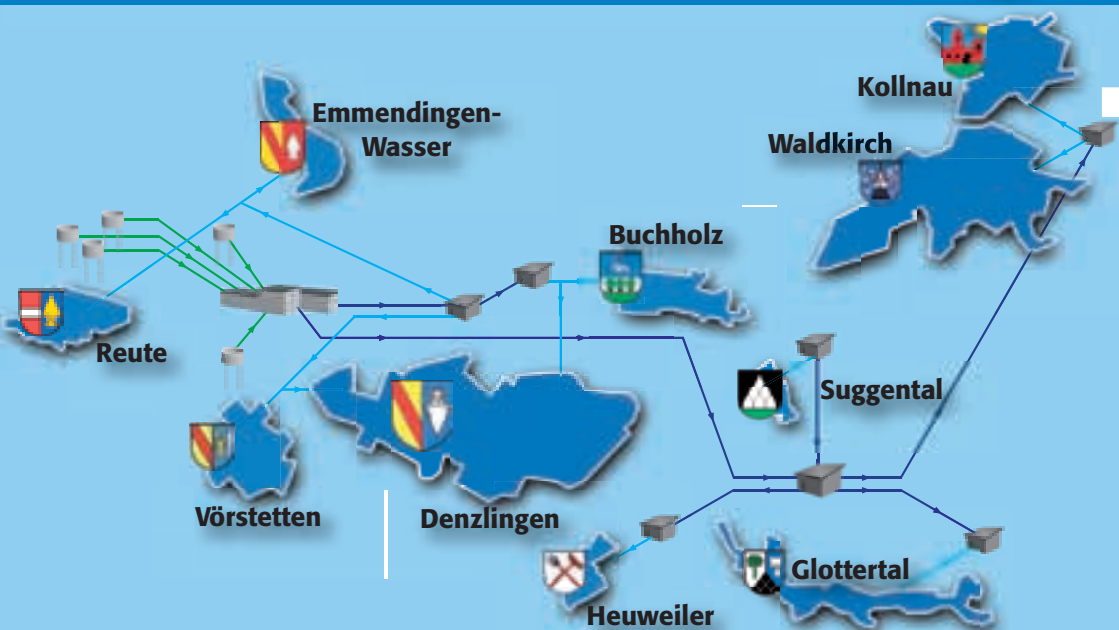 Kollnau
Emmendingen-
Wasser
Waldkirch
Buchholz
Reute
Suggental
Vörstetten
Denzlingen
Glottertal
Heuweiler